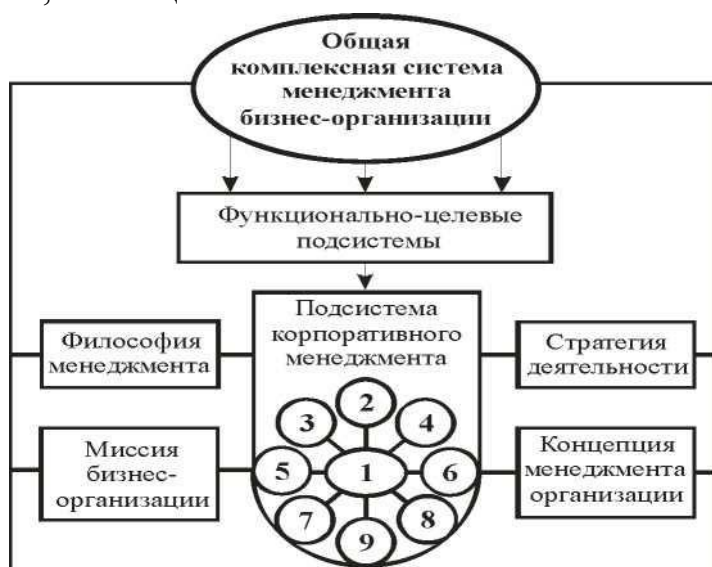 Общая
комплексная система
менеджмента
бизнес-организации
Функционально-целевые
подсистемы
Подсистема
корпоративного
менеджмента
Философия
менеджмента
Стратегия
деятельности
Миссия
бизнес-
организации
Концепция
менеджмента
организации
2
3
4
5
1
6
7
8
9